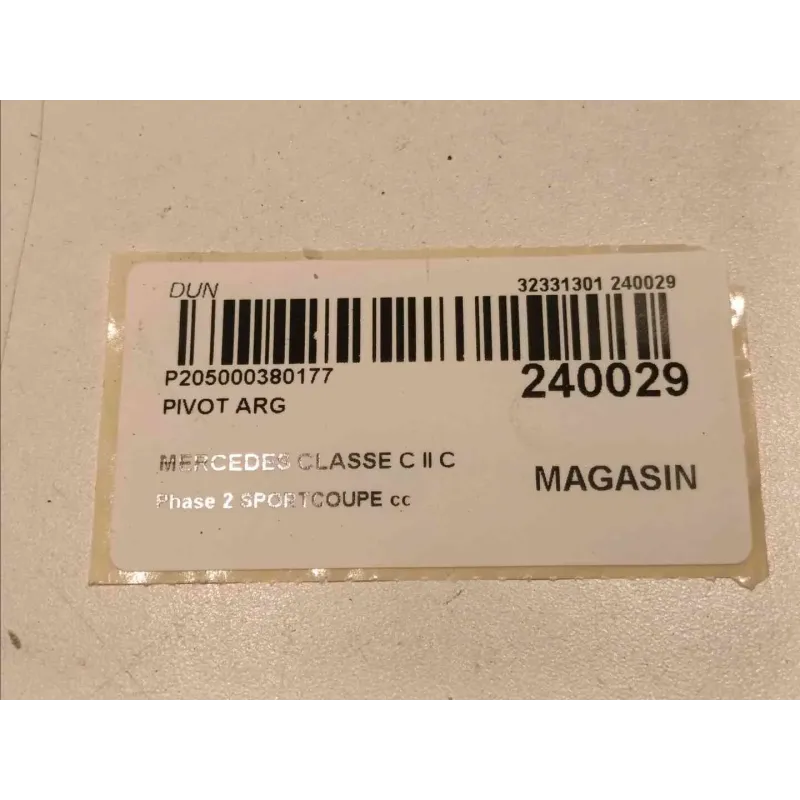 DUN 32331301 240029
P205000380177 240029
PIVOT ARG
MERCEDES CLASSE C II C
MAGASIN
Phase 2 SPORTCOUPE cc